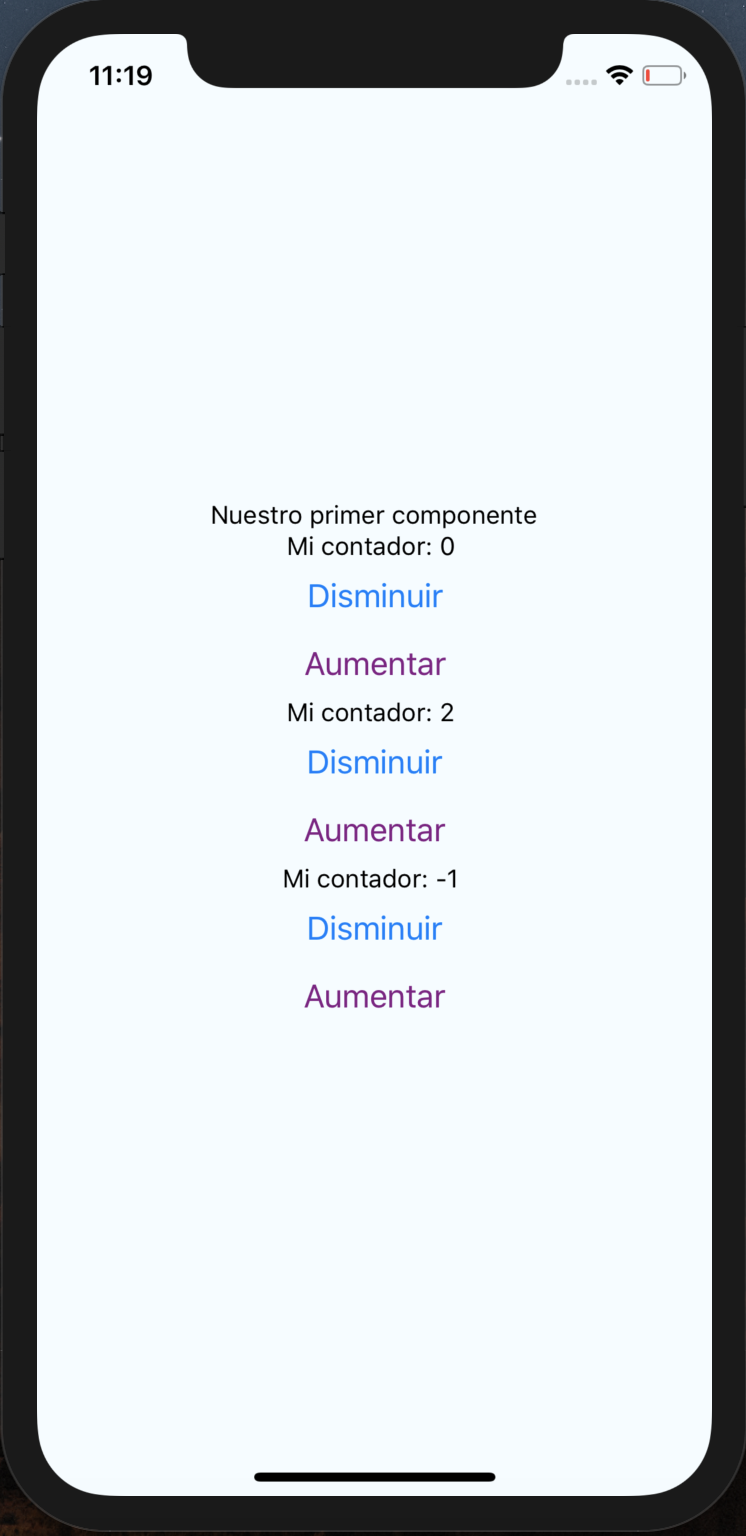 11:19
Nuestro primer componente
Mi contador: 0
Disminuir
Aumentar
Mi contador: 2
Disminuir
Aumentar
Mi contador: -1
Disminuir
Aumentar